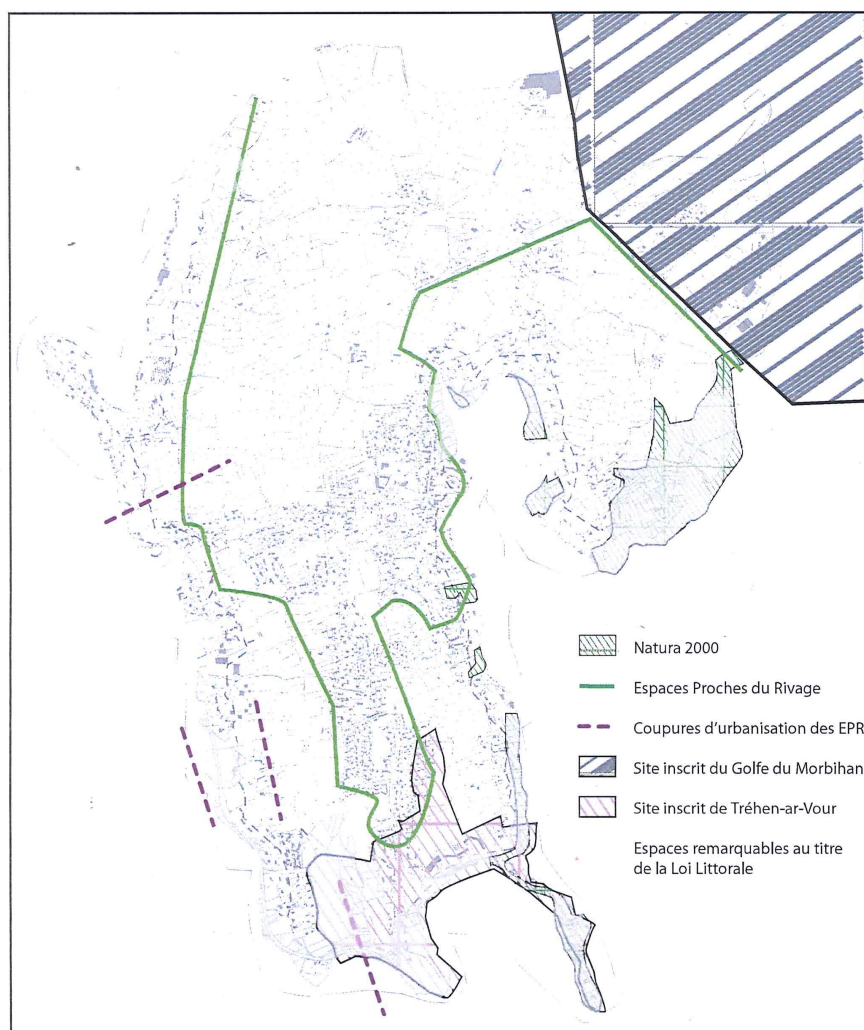 Natura 2000
Espaces Proches du Rivage
Coupures d'urbanisation des EPR
Site inscrit du Golfe du Morbihan
Site inscrit de Tréhen-ar-Vour
Espaces remarquables au titre
de la Loi Littorale